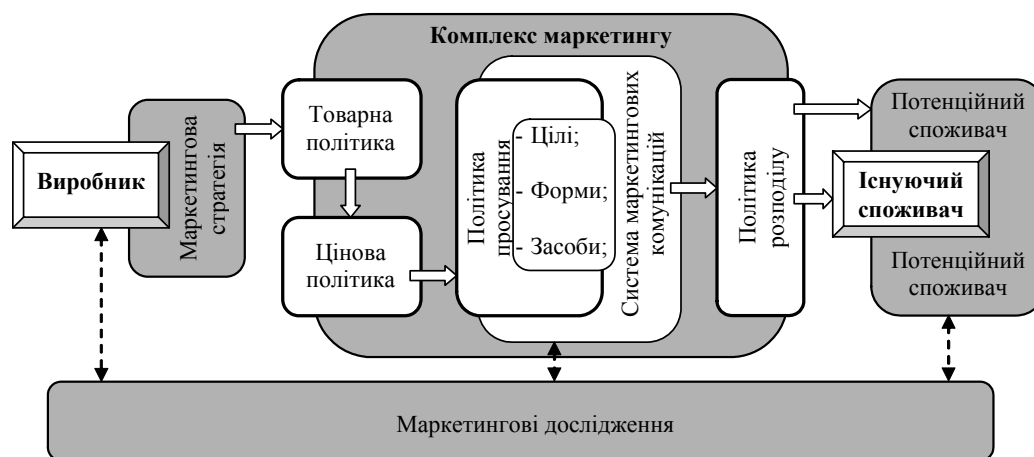 Комплекс маркетингу
Виробник
Маркетингова
стратегія
Товарна
політика
Цінова
політика
Політика
просування
- Цілі;
- Форми;
- Засоби;
Система маркетингових
комунікацій
Політика
розподілу
Потенційний
споживач
Існуючий
споживач
Потенційний
споживач
Маркетингові дослідження